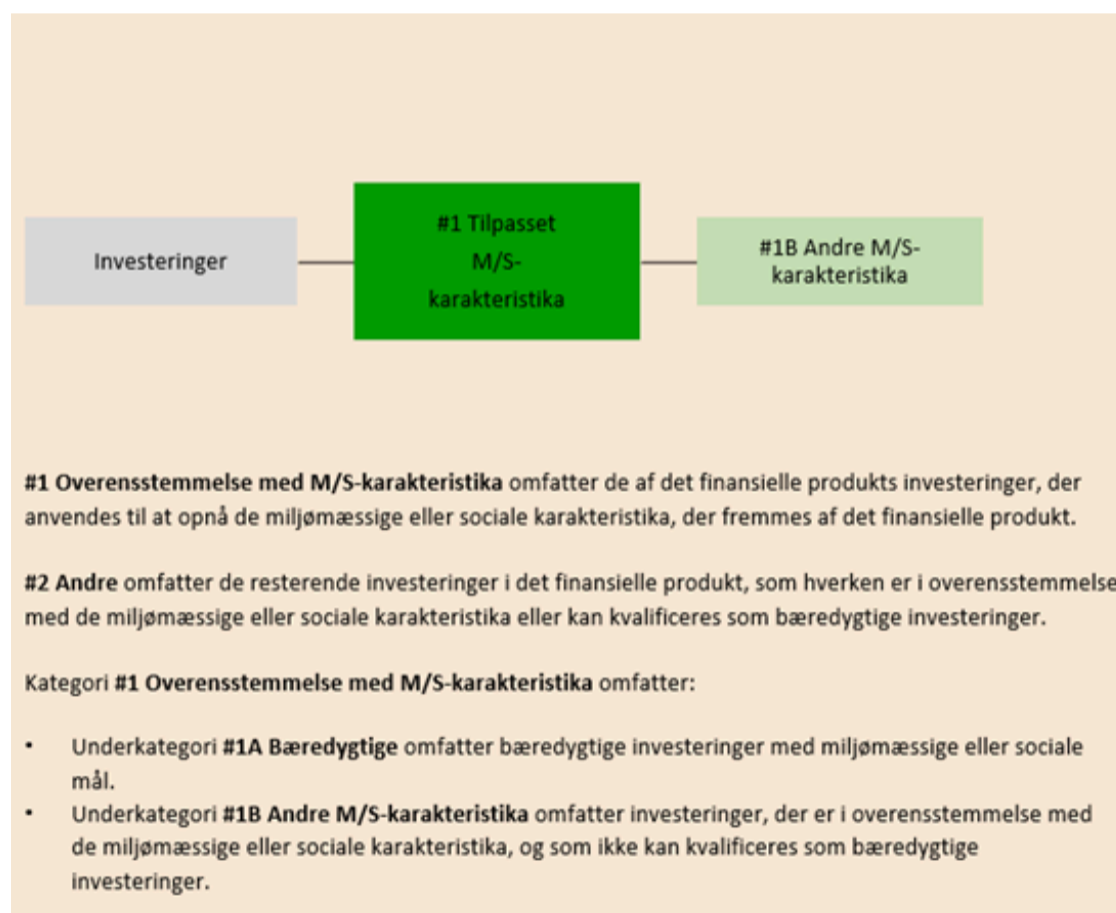 Investeringer
#1 Tilpasset
M/S-
karakteristika
#1B Andre M/S-
karakteristika
#1 Overensstemmelse med M/S-karakteristika omfatter de af det finansielle produkts investeringer, der
anvendes til at opnå de miljømæssige eller sociale karakteristika, der fremmes af det finansielle produkt.
#2 Andre omfatter de resterende investeringer i det finansielle produkt, som hverken er i overensstemmelse
med de miljømæssige eller sociale karakteristika eller kan kvalificeres som bæredygtige investeringer.
Kategori #1 Overensstemmelse med M/S-karakteristika omfatter:
• Underkategori #1A Bæredygtige omfatter bæredygtige investeringer med miljømæssige eller sociale
mål.
• Underkategori #1B Andre M/S-karakteristika omfatter investeringer, der er i overensstemmelse med
de miljømæssige eller sociale karakteristika, og som ikke kan kvalificeres som bæredygtige
investeringer.